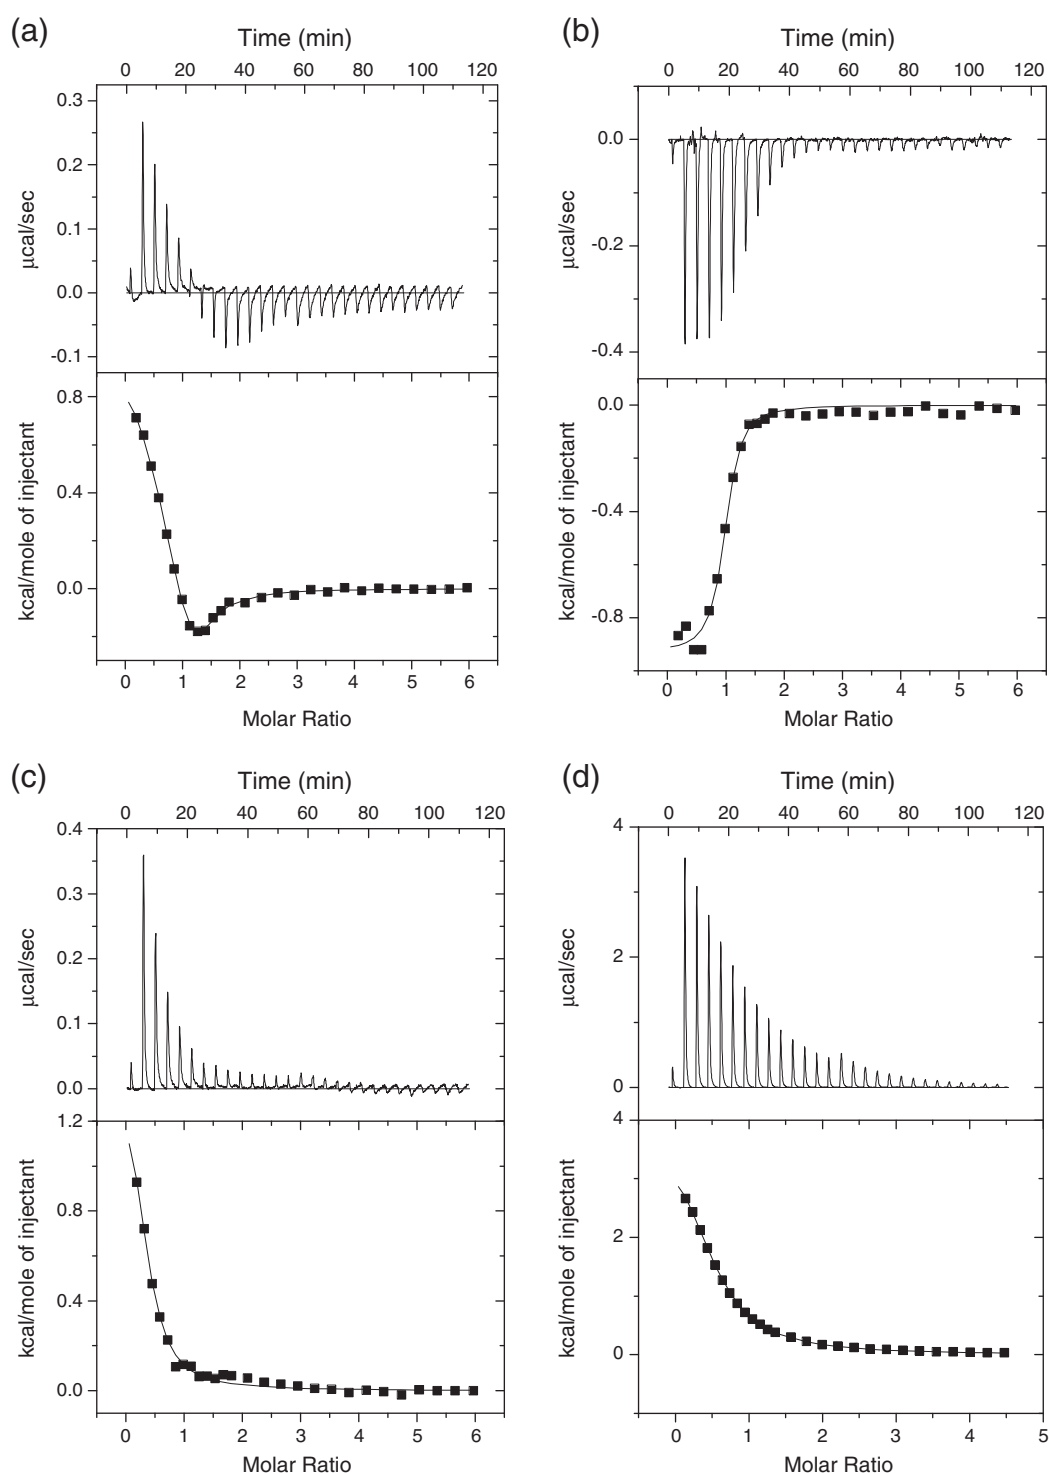 (a)
Time (min)
0 20 40 60 80 100 120
0.3
0.2
0.1
0.0
-0.1
µcal/sec
0.8
0.4
0.0
kcal/mole of injectant
0 1 2 3 4 5 6
Molar Ratio
(b)
Time (min)
0 20 40 60 80 100 120
0.0
-0.2
-0.4
µcal/sec
0.0
-0.4
-0.8
kcal/mole of injectant
0 1 2 3 4 5 6
Molar Ratio
(c)
Time (min)
0 20 40 60 80 100 120
0.4
0.3
0.2
0.1
0.0
µcal/sec
1.2
0.8
0.4
0.0
kcal/mole of injectant
0 1 2 3 4 5 6
Molar Ratio
(d)
Time (min)
0 20 40 60 80 100 120
4
2
0
µcal/sec
4
2
0
kcal/mole of injectant
0 1 2 3 4 5
Molar Ratio